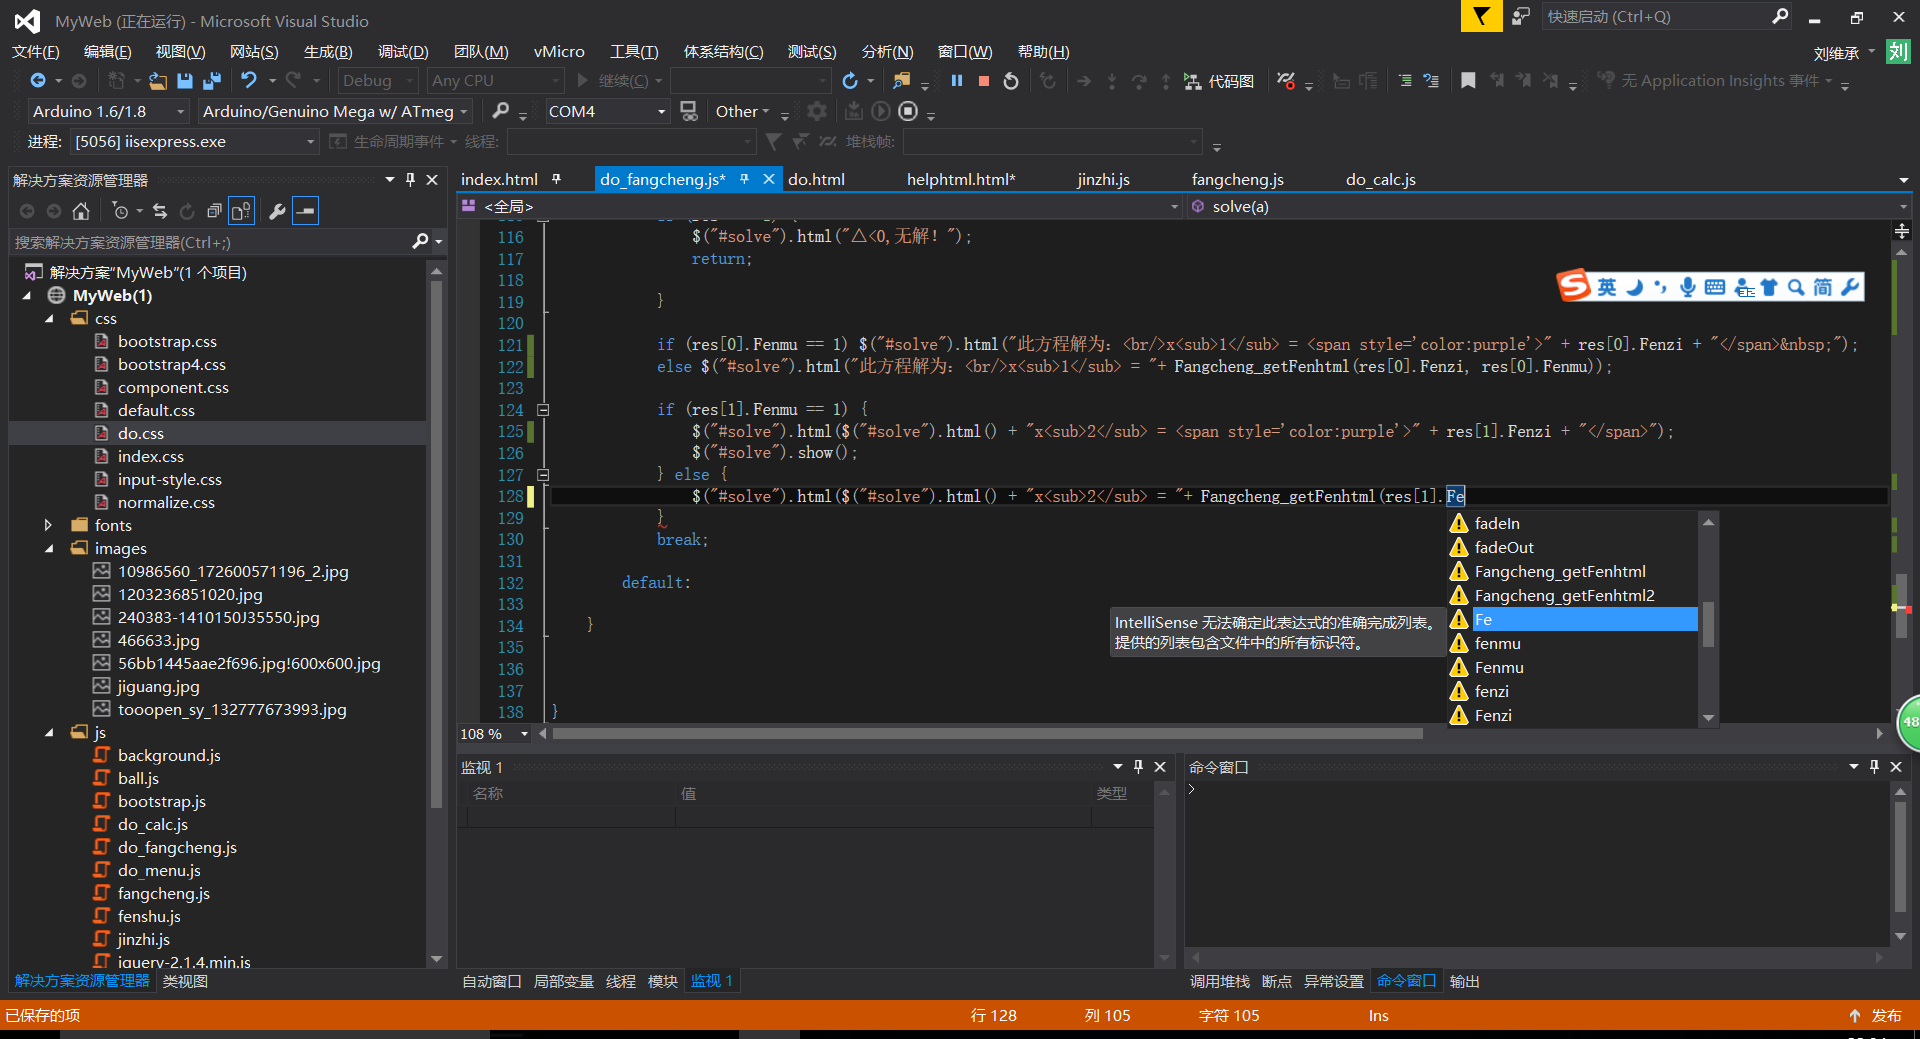 MyWeb (正在运行) - Microsoft Visual Studio
快速启动 (Ctrl+Q)
文件(F) 编辑(E) 视图(V) 网站(S) 生成(B) 调试(D) 团队(M) vMicro 工具(T) 体系结构(C) 测试(S) 分析(N) 窗口(W) 帮助(H)
刘维承 刘
Debug Any CPU 继续(C) 代码图 无 Application Insights 事件
Arduino 1.6/1.8 Arduino/Genuino Mega w/ ATmeg COM4 Other
进程: [5056] iisexpress.exe 生命周期事件 线程: 堆栈帧:
解决方案资源管理器
搜索解决方案资源管理器(Ctrl+;)
解决方案"MyWeb"(1 个项目)
MyWeb(1)
css
bootstrap.css
bootstrap4.css
component.css
default.css
do.css
index.css
input-style.css
normalize.css
fonts
images
10986560_172600571196_2.jpg
1203236851020.jpg
240383-1410150J35550.jpg
466633.jpg
56bb1445aae2f696.jpg!600x600.jpg
jiguang.jpg
tooopen_sy_132777673993.jpg
js
background.js
ball.js
bootstrap.js
do_calc.js
do_fangcheng.js
do_menu.js
fangcheng.js
fenshu.js
jinzhi.js
jquery-2.1.4.min.js
解决方案资源管理器 类视图
index.html do_fangcheng.js* do.html helphtml.html* jinzhi.js fangcheng.js do_calc.js
<全局> solve(a)
116 $("#solve").html("△<0,无解! ");
117 return;
118
119 }
120
121 if (res[0].Fenmu == 1) $("#solve").html("此方程解为: <br/>x<sub>1</sub> = <span style='color:purple'>" + res[0].Fenzi + "</span>&nbsp;");
122 else $("#solve").html("此方程解为: <br/>x<sub>1</sub> = "+ Fangcheng_getFenhtml(res[0].Fenzi, res[0].Fenmu));
123
124 if (res[1].Fenmu == 1) {
125 $("#solve").html($("#solve").html() + "x<sub>2</sub> = <span style='color:purple'>" + res[1].Fenzi + "</span>");
126 $("#solve").show();
127 } else {
128 $("#solve").html($("#solve").html() + "x<sub>2</sub> = "+ Fangcheng_getFenhtml(res[1].Fe
129 }
130 break;
131
132 default:
133
134 }
135
136
137
138 }
英 简
fadeIn
fadeOut
Fangcheng_getFenhtml
Fangcheng_getFenhtml2
Fe
fenmu
Fenmu
fenzi
Fenzi
IntelliSense 无法确定此表达式的准确完成列表。
提供的列表包含文件中的所有标识符。
48
108 %
监视 1
名称 值 类型
自动窗口 局部变量 线程 模块 监视 1
命令窗口
>
调用堆栈 断点 异常设置 命令窗口 输出
已保存的项 行 128 列 105 字符 105 Ins 发布